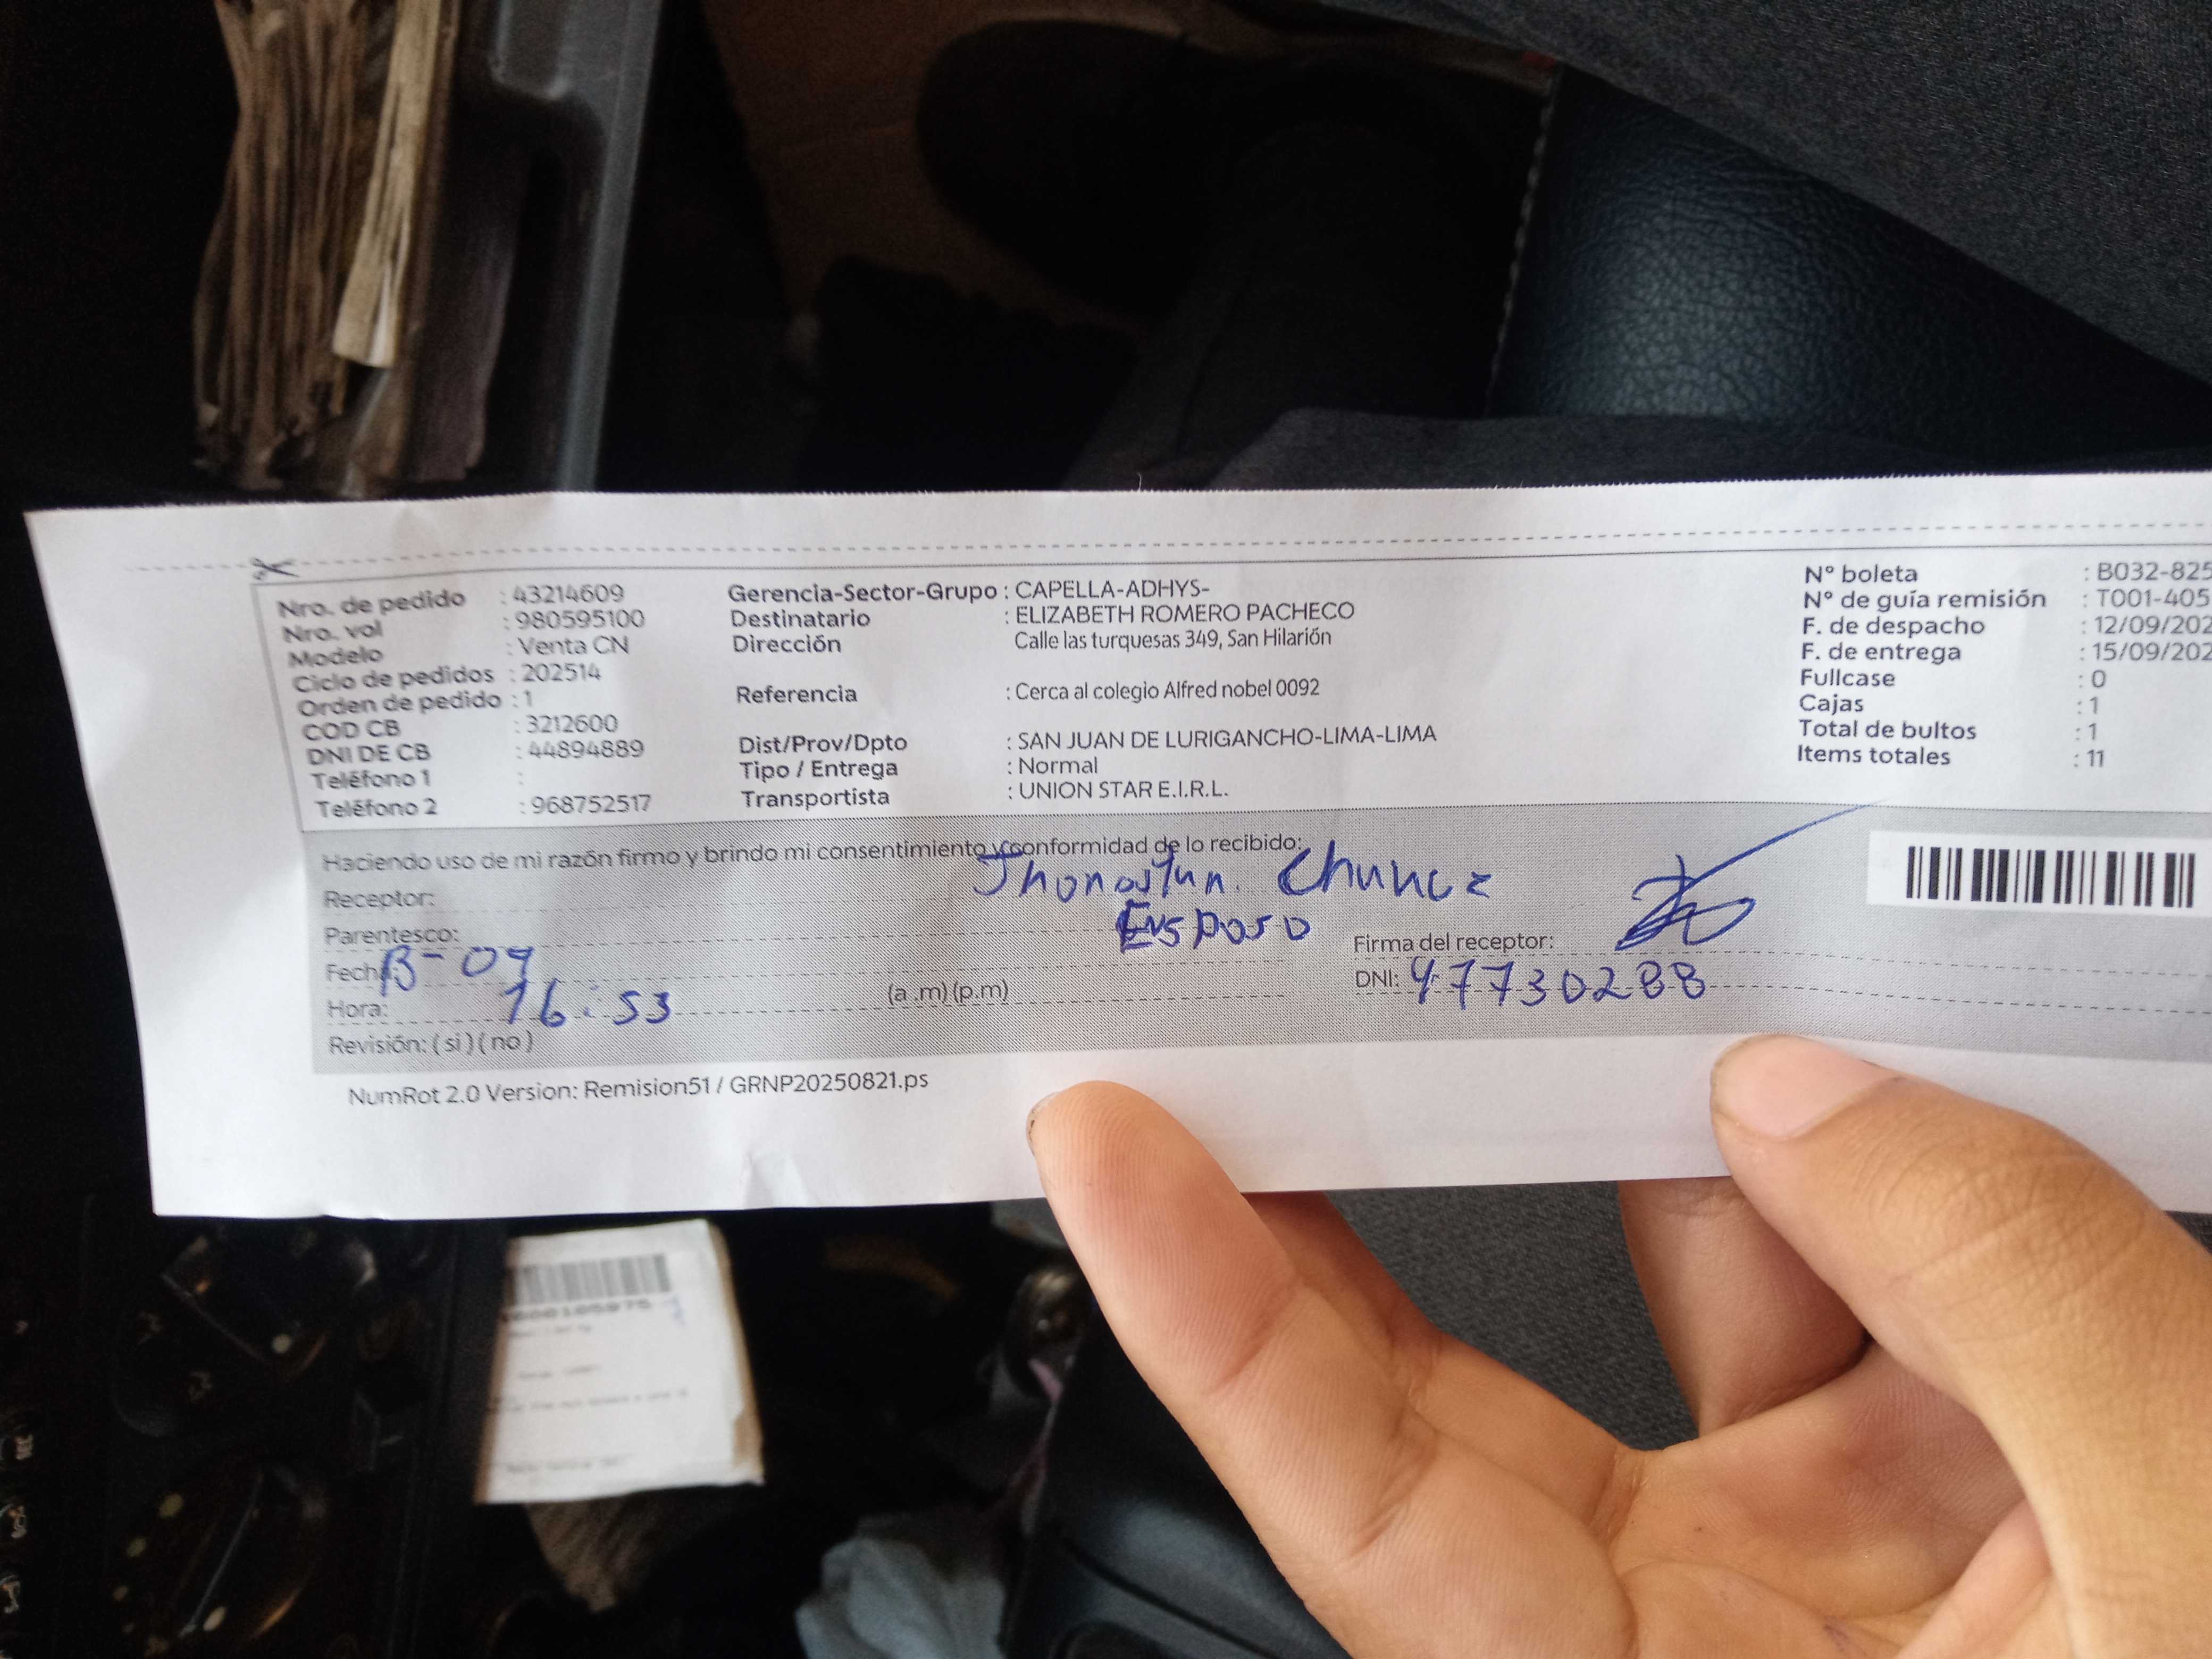 Nro. de pedido : 43214609
Nro. vol : 980595100
Modelo : Venta CN
Ciclo de pedidos : 202514
Orden de pedido : 1
COD CB : 3212600
DNI DE CB : 44894889
Teléfono 1 :
Teléfono 2 : 968752517
Gerencia-Sector-Grupo : CAPELLA-ADHYS-
Destinatario : ELIZABETH ROMERO PACHECO
Dirección Calle las turquesas 349, San Hilarión
Referencia : Cerca al colegio Alfred nobel 0092
Dist/Prov/Dpto : SAN JUAN DE LURIGANCHO-LIMA-LIMA
Tipo / Entrega : Normal
Transportista : UNION STAR E.I.R.L.
N° boleta : B032-825
N° de guía remisión : T001-405
F. de despacho : 12/09/202
F. de entrega : 15/09/202
Fullcase : 0
Cajas : 1
Total de bultos : 1
Items totales : 11
Haciendo uso de mi razón firmo y brindo mi consentimiento y conformidad de lo recibido:
Receptor:
Parentesco: Esposo
Firma del receptor:
Fecha:
DNI: 47730288
Hora: 16:53 (a.m)(p.m)
Revisión: ( si ) ( no )
NumRot 2.0 Version: Remision51 / GRNP20250821.ps